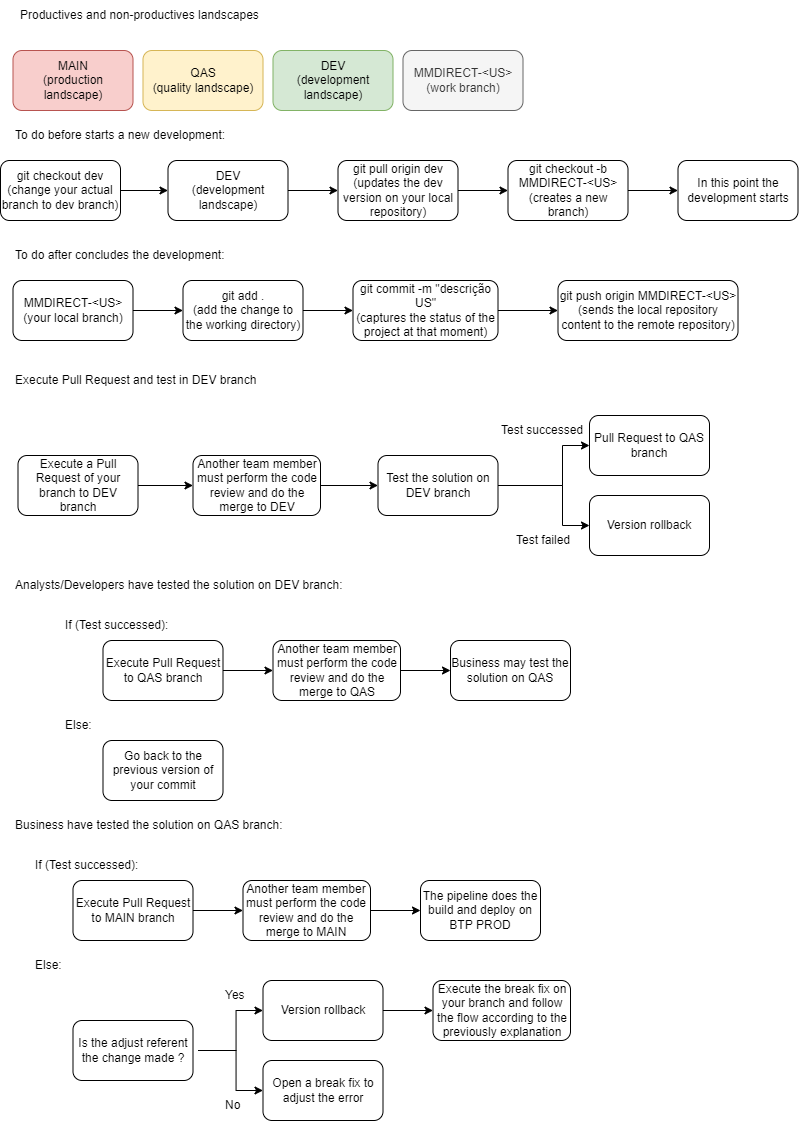 Productives and non-productives landscapes
MAIN
(production
landscape)
QAS
(quality landscape)
DEV
(development
landscape)
MMDIRECT-<US>
(work branch)
To do before starts a new development:
git checkout dev
(change your actual
branch to dev branch)
DEV
(development
landscape)
git pull origin dev
(updates the dev
version on your local
repository)
git checkout -b
MMDIRECT-<US>
(creates a new
branch)
In this point the
development starts
To do after concludes the development:
MMDIRECT-<US>
(your local branch)
git add .
(add the change to
the working directory)
git commit -m "descrição
US"
(captures the status of the
project at that moment)
git push origin MMDIRECT-<US>
(sends the local repository
content to the remote repository)
Execute Pull Request and test in DEV branch
Execute a Pull
Request of your
branch to DEV
branch
Another team member
must perform the code
review and do the
merge to DEV
Test the solution on
DEV branch
Test successed
Pull Request to QAS
branch
Test failed
Version rollback
Analysts/Developers have tested the solution on DEV branch:
If (Test successed):
Execute Pull Request
to QAS branch
Another team member
must perform the code
review and do the
merge to QAS
Business may test the
solution on QAS
Else:
Go back to the
previous version of
your commit
Business have tested the solution on QAS branch:
If (Test successed):
Execute Pull Request
to MAIN branch
Another team member
must perform the code
review and do the
merge to MAIN
The pipeline does the
build and deploy on
BTP PROD
Else:
Is the adjust referent
the change made ?
Yes
Version rollback
Execute the break fix on
your branch and follow
the flow according to the
previously explanation
No
Open a break fix to
adjust the error